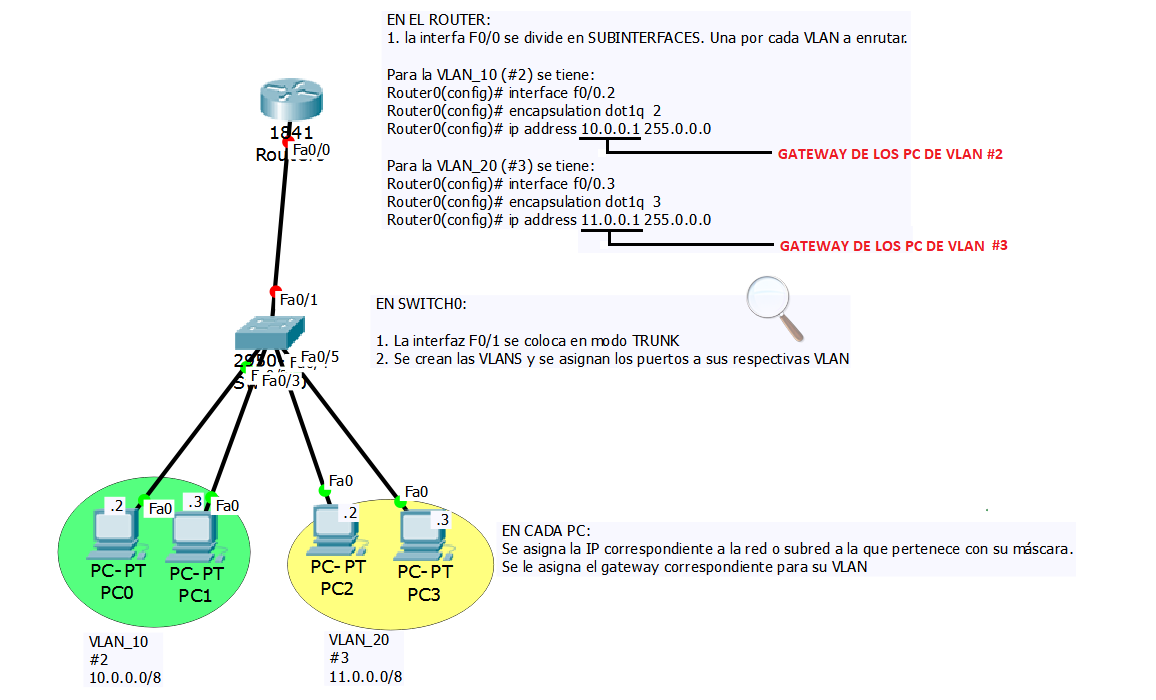 EN EL ROUTER:
1. la interfa F0/0 se divide en SUBINTERFACES. Una por cada VLAN a enrutar.
Para la VLAN_10 (#2) se tiene:
Router0(config)# interface f0/0.2
Router0(config)# encapsulation dot1q 2
Router0(config)# ip address 10.0.0.1 255.0.0.0
GATEWAY DE LOS PC DE VLAN #2
Para la VLAN_20 (#3) se tiene:
Router0(config)# interface f0/0.3
Router0(config)# encapsulation dot1q 3
Router0(config)# ip address 11.0.0.1 255.0.0.0
GATEWAY DE LOS PC DE VLAN #3
1841
Fa0/0
Fa0/1
EN SWITCH0:
1. La interfaz F0/1 se coloca en modo TRUNK
2. Se crean las VLANS y se asignan los puertos a sus respectivas VLAN
Fa0/5
Fa0/3
.2
Fa0
.3
Fa0
Fa0
.2
Fa0
.3
PC-PT
PC0
PC-PT
PC1
PC-PT
PC2
PC-PT
PC3
EN CADA PC:
Se asigna la IP correspondiente a la red o subred a la que pertenece con su máscara.
Se le asigna el gateway correspondiente para su VLAN
VLAN_10
#2
10.0.0.0/8
VLAN_20
#3
11.0.0.0/8